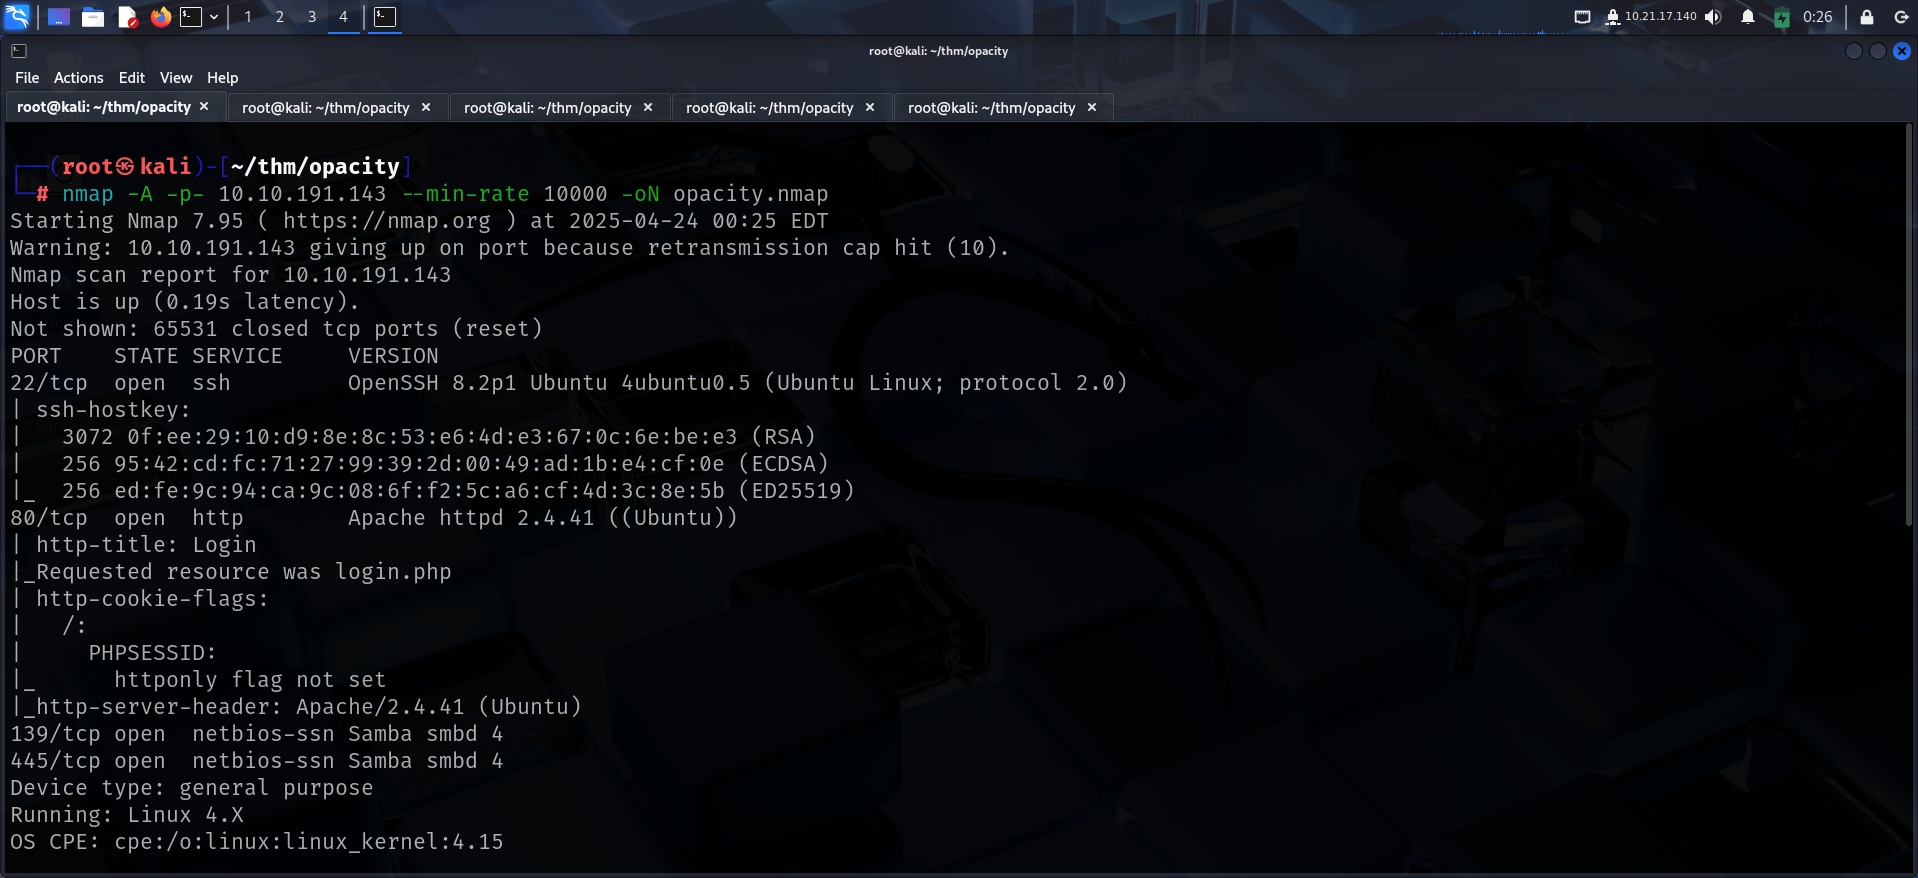 1 2 3 4
10.21.17.140
0:26
root@kali: ~/thm/opacity
File Actions Edit View Help
root@kali: ~/thm/opacity × root@kali: ~/thm/opacity × root@kali: ~/thm/opacity × root@kali: ~/thm/opacity × root@kali: ~/thm/opacity ×
┌──(root㉿kali)-[~/thm/opacity]
└─# nmap -A -p- 10.10.191.143 --min-rate 10000 -oN opacity.nmap
Starting Nmap 7.95 ( https://nmap.org ) at 2025-04-24 00:25 EDT
Warning: 10.10.191.143 giving up on port because retransmission cap hit (10).
Nmap scan report for 10.10.191.143
Host is up (0.19s latency).
Not shown: 65531 closed tcp ports (reset)
PORT    STATE SERVICE     VERSION
22/tcp  open  ssh         OpenSSH 8.2p1 Ubuntu 4ubuntu0.5 (Ubuntu Linux; protocol 2.0)
| ssh-hostkey:
|   3072 0f:ee:29:10:d9:8e:8c:53:e6:4d:e3:67:0c:6e:be:e3 (RSA)
|   256 95:42:cd:fc:71:27:99:39:2d:00:49:ad:1b:e4:cf:0e (ECDSA)
|_  256 ed:fe:9c:94:ca:9c:08:6f:f2:5c:a6:cf:4d:3c:8e:5b (ED25519)
80/tcp  open  http        Apache httpd 2.4.41 ((Ubuntu))
| http-title: Login
|_Requested resource was login.php
| http-cookie-flags:
|   /:
|     PHPSESSID:
|_      httponly flag not set
|_http-server-header: Apache/2.4.41 (Ubuntu)
139/tcp open  netbios-ssn Samba smbd 4
445/tcp open  netbios-ssn Samba smbd 4
Device type: general purpose
Running: Linux 4.X
OS CPE: cpe:/o:linux:linux_kernel:4.15